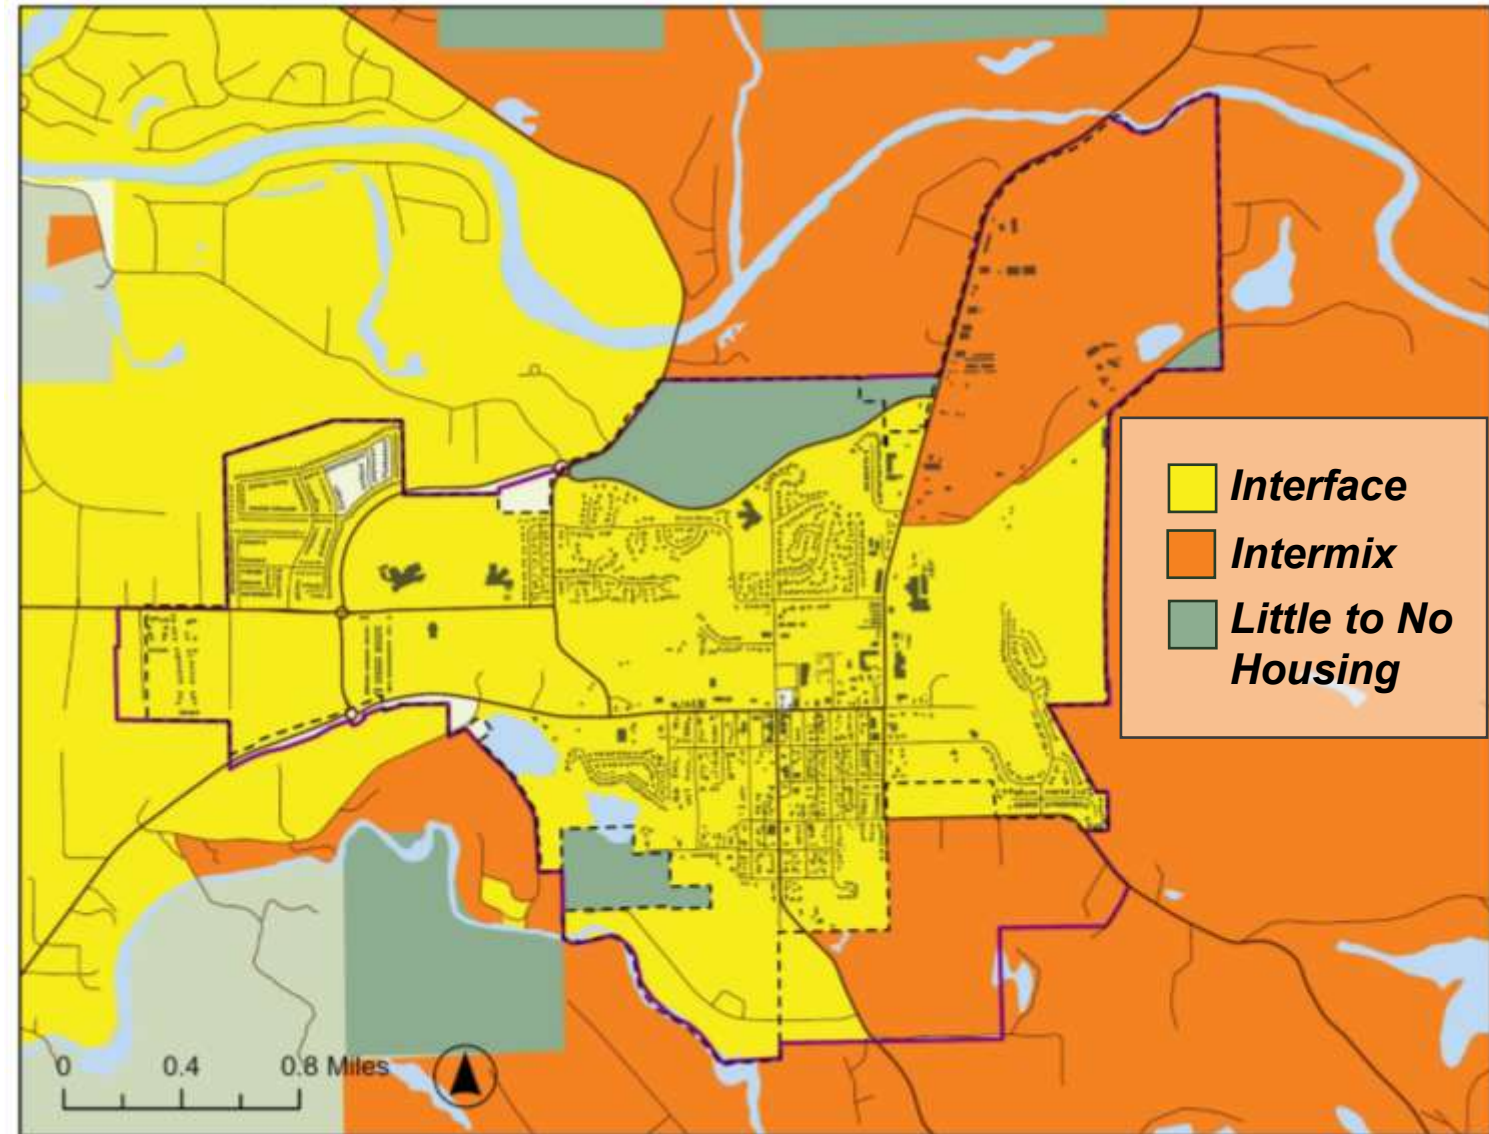 Interface
Intermix
Little to No
Housing
0 0.4 0.8 Miles